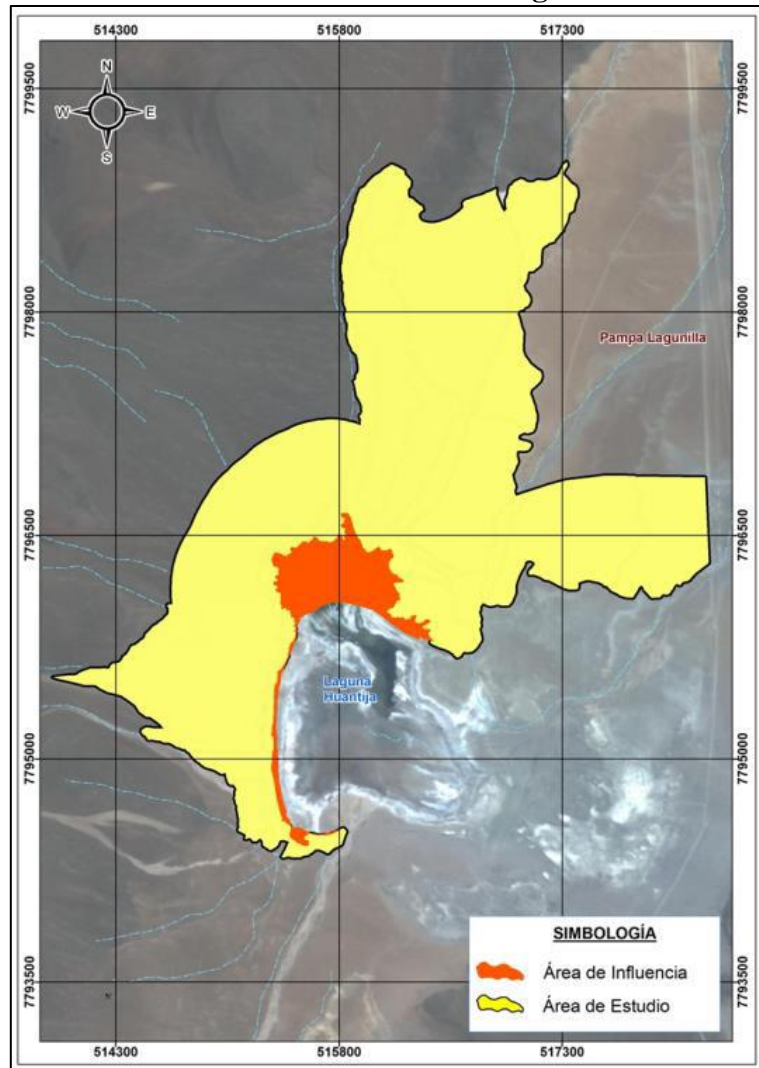 514300 515800 517300
7799500 7799500
N
W E
S
7798000 7798000
Pampa Lagunilla
7796500 7796500
Laguna
Huantija
7795000 7795000
SIMBOLOGÍA
Área de Influencia
Área de Estudio
7793500 7793500
514300 515800 517300